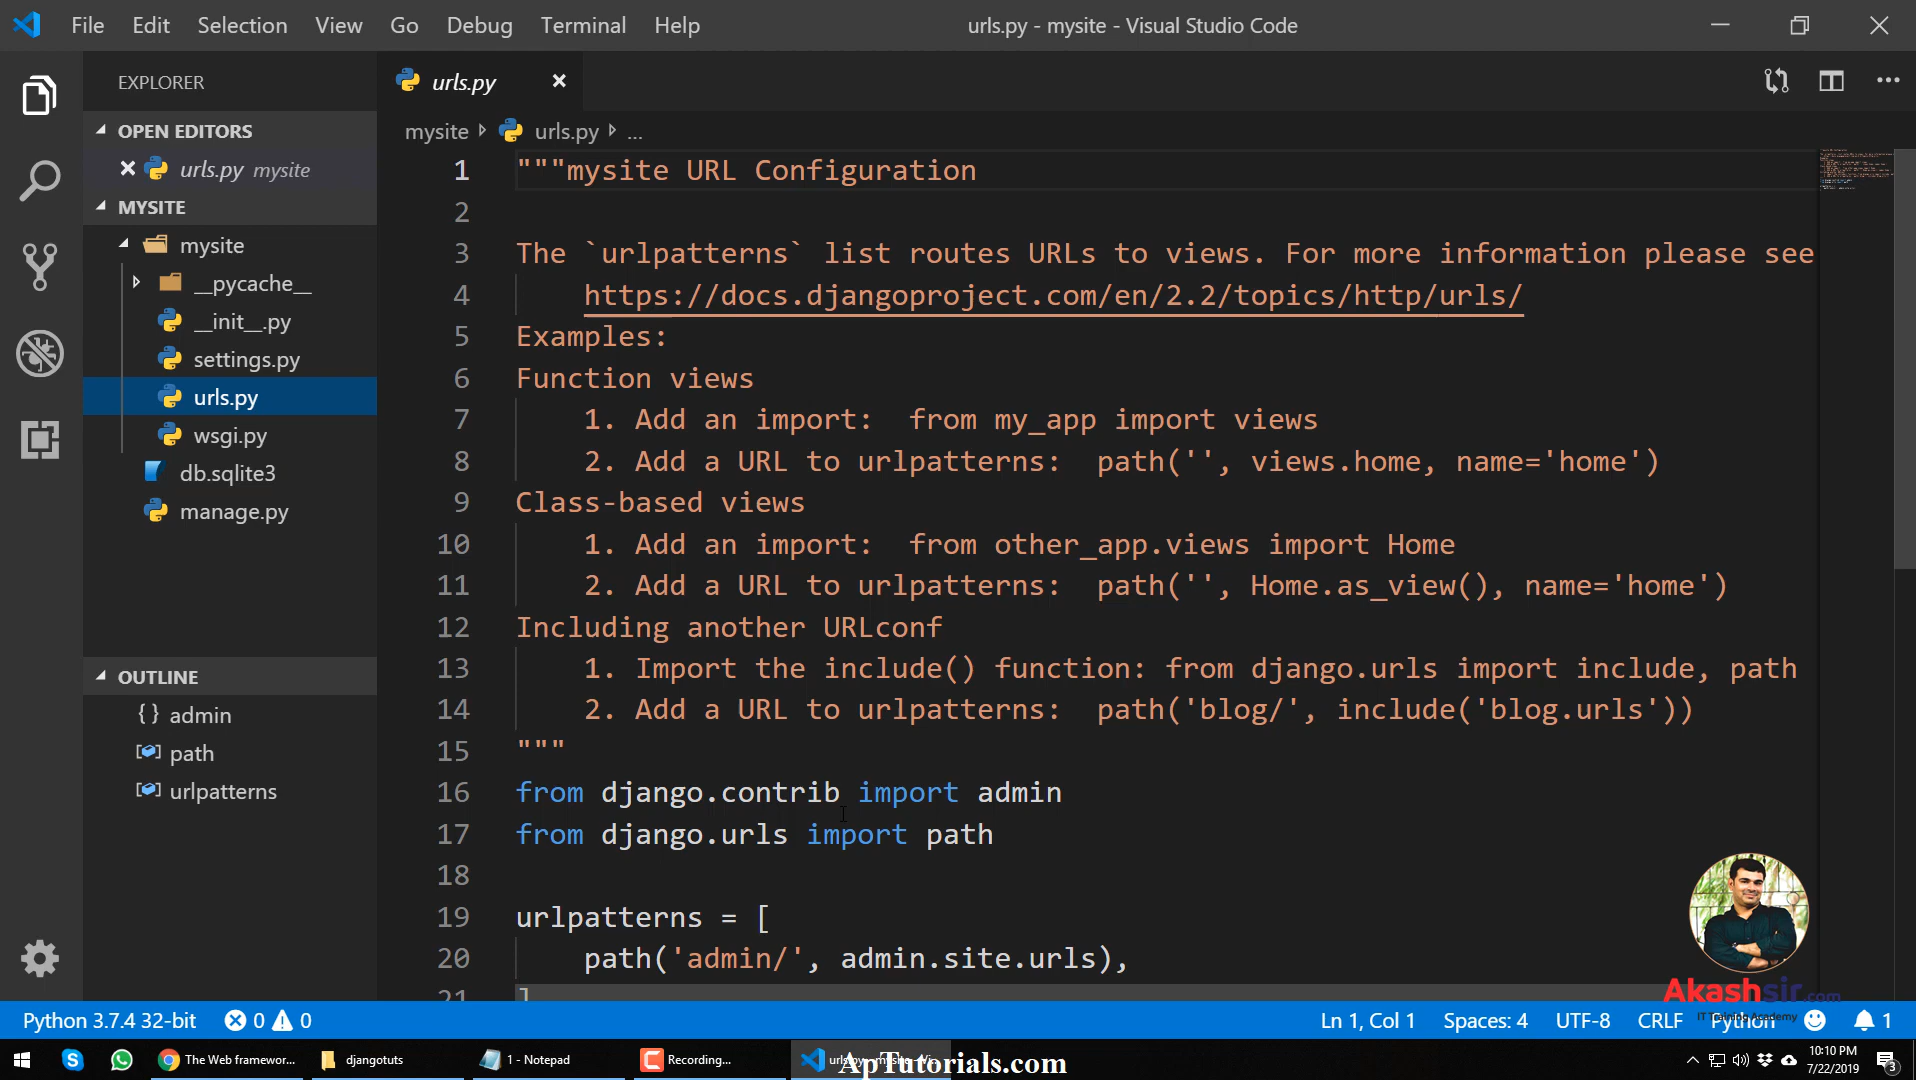 File Edit Selection View Go Debug Terminal Help
urls.py - mysite - Visual Studio Code
EXPLORER
OPEN EDITORS
urls.py mysite
MYSITE
mysite
__pycache__
__init__.py
settings.py
urls.py
wsgi.py
db.sqlite3
manage.py
OUTLINE
{} admin
path
urlpatterns
urls.py
mysite urls.py ...
1 """mysite URL Configuration
2
3 The `urlpatterns` list routes URLs to views. For more information please see
4 https://docs.djangoproject.com/en/2.2/topics/http/urls/
5 Examples:
6 Function views
7 1. Add an import:  from my_app import views
8 2. Add a URL to urlpatterns:  path('', views.home, name='home')
9 Class-based views
10 1. Add an import:  from other_app.views import Home
11 2. Add a URL to urlpatterns:  path('', Home.as_view(), name='home')
12 Including another URLconf
13 1. Import the include() function: from django.urls import include, path
14 2. Add a URL to urlpatterns:  path('blog/', include('blog.urls'))
15 """
16 from django.contrib import admin
17 from django.urls import path
18
19 urlpatterns = [
20 path('admin/', admin.site.urls),
21 ]
Akashsir.com
IT Training Academy
Python 3.7.4 32-bit 0 0
Ln 1, Col 1 Spaces: 4 UTF-8 CRLF Python 1
The Web framewor...
djangotuts
1 - Notepad
Recording...
ApTutorials.com
10:10 PM
7/22/2019
3